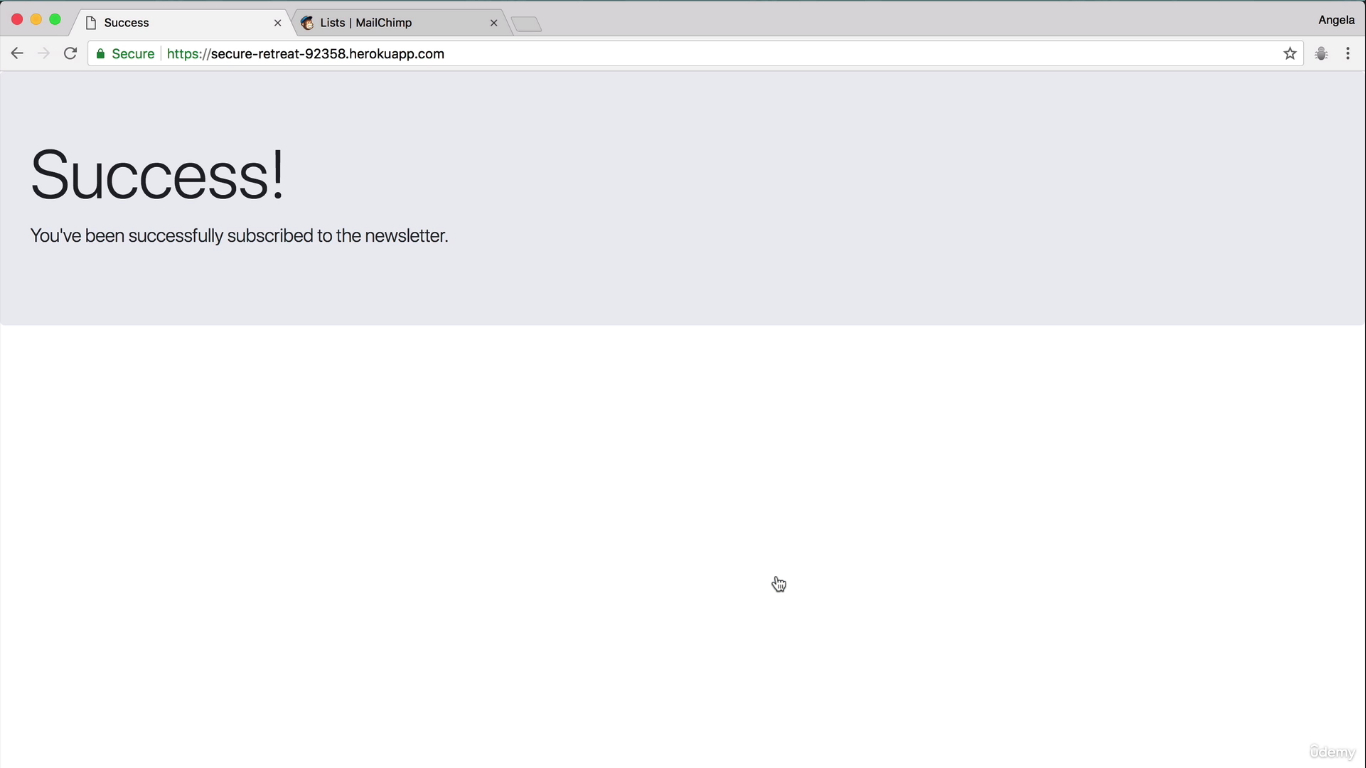 Success
Lists | MailChimp
Angela
Secure
https://secure-retreat-92358.herokuapp.com
Success!
You've been successfully subscribed to the newsletter.
ûdemy